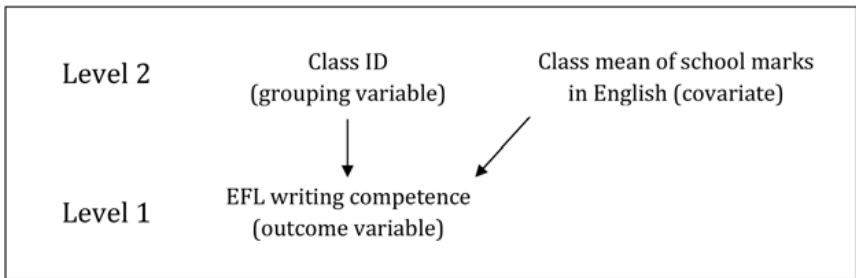 Level 2
Class ID
(grouping variable)
Class mean of school marks
in English (covariate)
Level 1
EFL writing competence
(outcome variable)